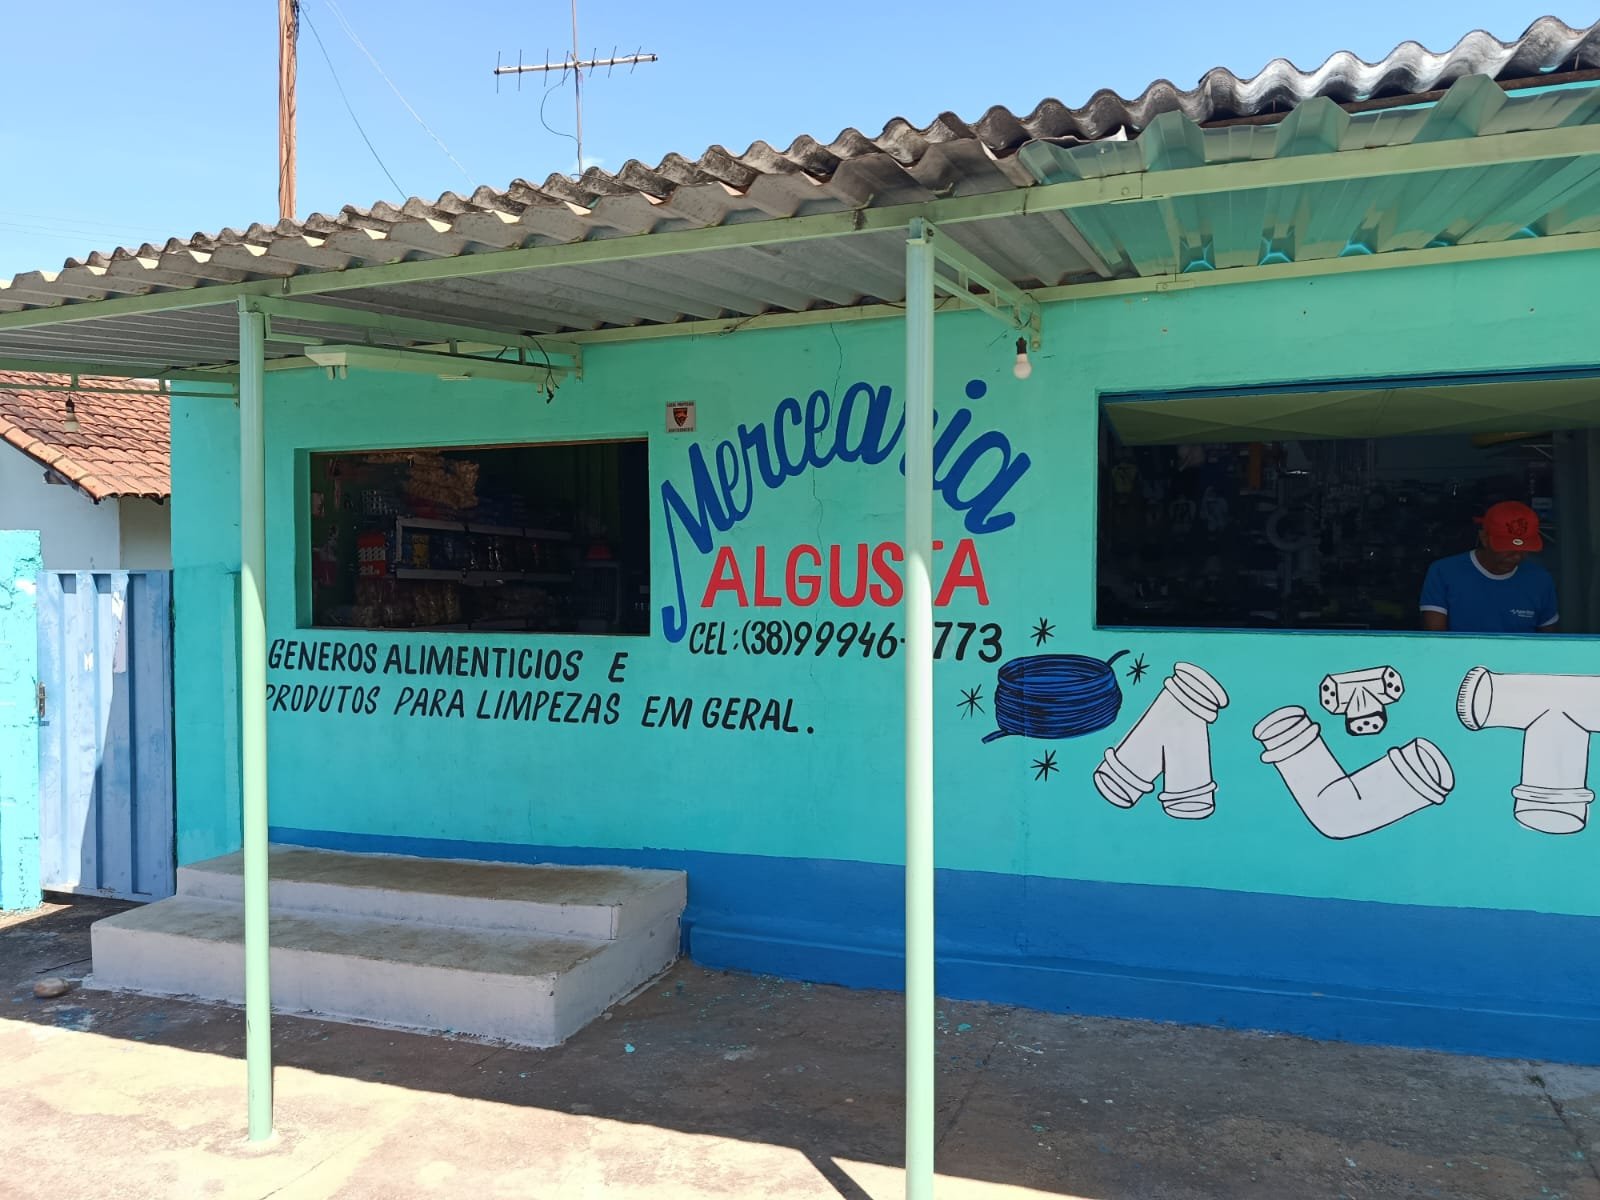 Mercearia
ALGUSTA
CEL:(38)99946- 773
GENEROS ALIMENTICIOS E
PRODUTOS PARA LIMPEZAS EM GERAL.